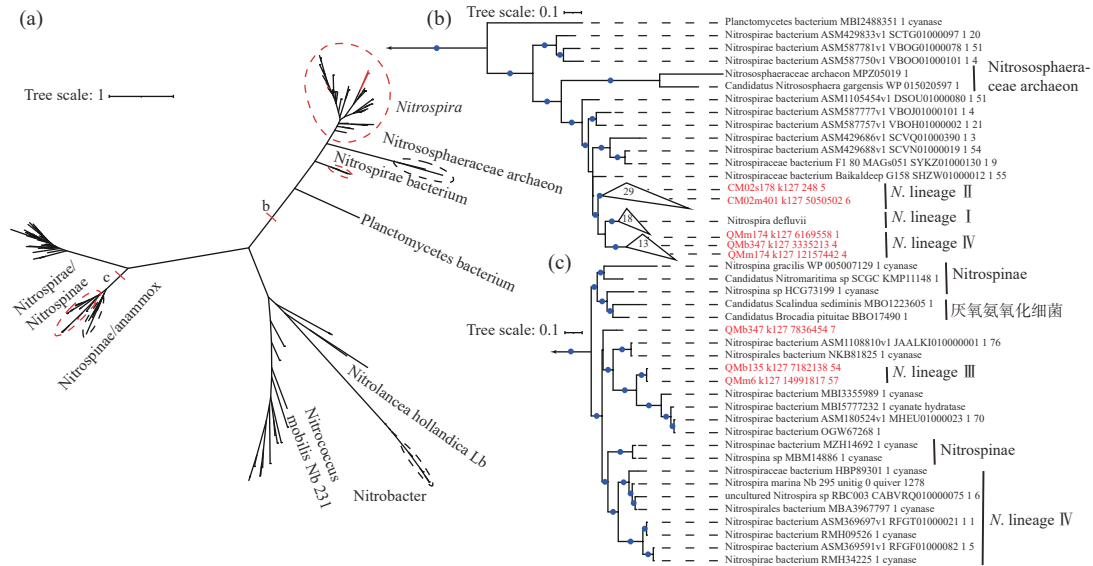 (a)
Tree scale: 1
Nitrospira
Nitrososphaeraceae archaeon
Nitrospirae bacterium
b
Planctomycetes bacterium
c
Nitrospirae/
Nitrospinae
Nitrospinae/anammox
Nitrolancea hollandica Lb
Nitrococcus
mobilis Nb 231
Nitrobacter
(b)
Tree scale: 0.1
Planctomycetes bacterium MBI2488351 1 cyanase
Nitrospirae bacterium ASM429833v1 SCTG01000097 1 20
Nitrospirae bacterium ASM587781v1 VBOG01000078 1 51
Nitrospirae bacterium ASM587750v1 VBOO01000101 1 4
Nitrososphaeraceae archaeon MPZ05019 1
Candidatus Nitrososphaera gargensis WP 015020597 1
Nitrososphaera-
ceae archaeon
Nitrospirae bacterium ASM1105454v1 DSOU01000080 1 51
Nitrospirae bacterium ASM587777v1 VBOJ01000101 1 4
Nitrospirae bacterium ASM587757v1 VBOH01000002 1 21
Nitrospirae bacterium ASM429686v1 SCVQ01000390 1 3
Nitrospirae bacterium ASM429688v1 SCVN01000019 1 54
Nitrospiraceae bacterium F1 80 MAGs051 SYKZ01000130 1 9
Nitrospiraceae bacterium Baikaldeep G158 SHZW01000012 1 55
29
CM02s178 k127 248 5
CM02m401 k127 5050502 6
N. lineage Ⅱ
18
Nitrospira defluvii
N. lineage Ⅰ
13
QMm174 k127 6169558 1
QMb347 k127 3335213 4
QMm174 k127 12157442 4
N. lineage Ⅳ
(c)
Tree scale: 0.1
Nitrospina gracilis WP 005007129 1 cyanase
Candidatus Nitromaritima sp SCGC KMP11148 1
Nitrospina sp HCG73199 1 cyanase
Nitrospinae
Candidatus Scalindua sediminis MBO1223605 1
Candidatus Brocadia pituitae BBO17490 1
厌氧氨氧化细菌
QMb347 k127 7836454 7
Nitrospirae bacterium ASM1108810v1 JAALKI010000001 1 76
Nitrospirales bacterium NKB81825 1 cyanase
QMb135 k127 7182138 54
QMm6 k127 14991817 57
N. lineage Ⅲ
Nitrospirae bacterium MBI3355989 1 cyanase
Nitrospirae bacterium MBI5777232 1 cyanate hydratase
Nitrospirae bacterium ASM180524v1 MHEU01000023 1 70
Nitrospirae bacterium OGW67268 1
Nitrospinae bacterium MZH14692 1 cyanase
Nitrospina sp MBM14886 1 cyanase
Nitrospinae
Nitrospiraceae bacterium HBP89301 1 cyanase
Nitrospira marina Nb 295 unitig 0 quiver 1278
uncultured Nitrospira sp RBC003 CABVRQ010000075 1 6
Nitrospirales bacterium MBA3967797 1 cyanase
Nitrospirae bacterium ASM369697v1 RFGT01000021 1 1
Nitrospirae bacterium RMH09526 1 cyanase
Nitrospirae bacterium ASM369591v1 RFGF01000082 1 5
Nitrospirae bacterium RMH34225 1 cyanase
N. lineage Ⅳ